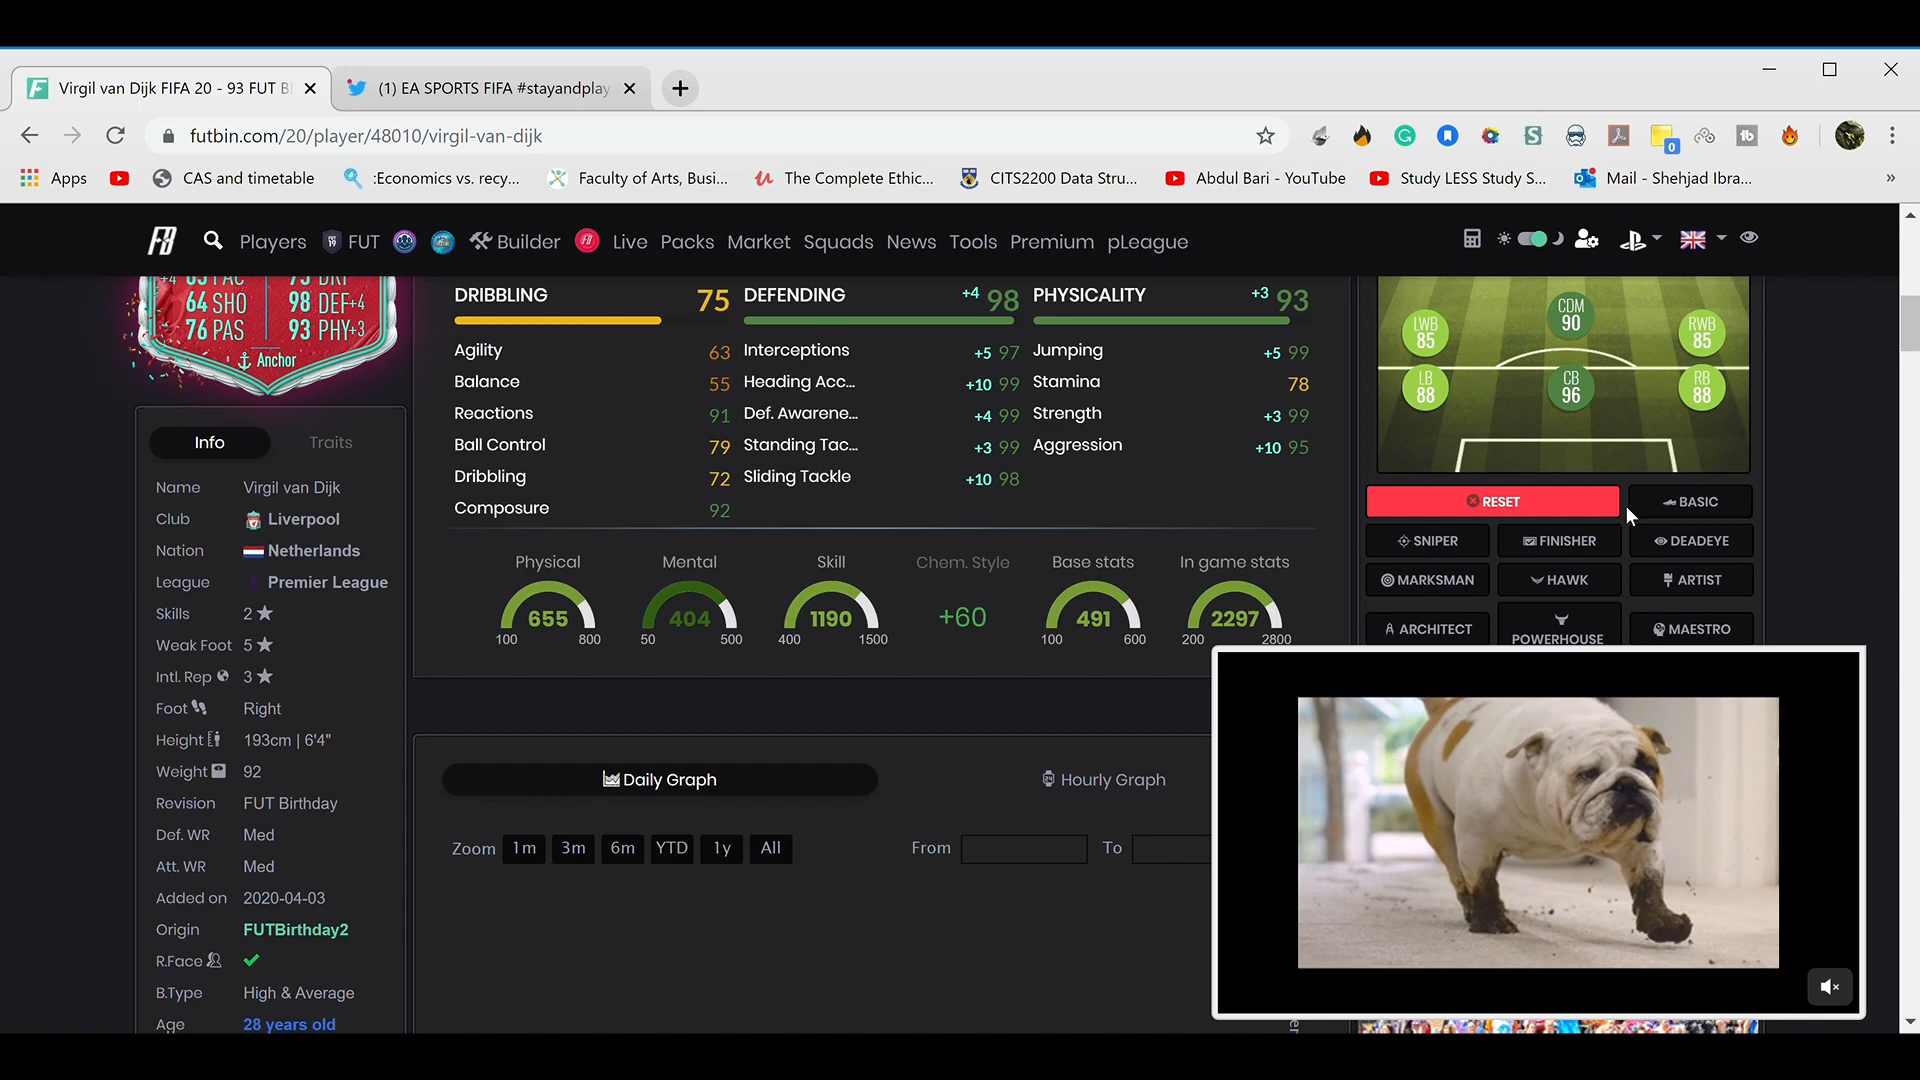 Virgil van Dijk FIFA 20 - 93 FUT B
(1) EA SPORTS FIFA #stayandplay
futbin.com/20/player/48010/virgil-van-dijk
0
Apps CAS and timetable :Economics vs. recy... Faculty of Arts, Busi... The Complete Ethic... CITS2200 Data Stru... Abdul Bari - YouTube Study LESS Study S... Mail - Shehjad Ibra... »
Players FUT Builder Live Packs Market Squads News Tools Premium pLeague
64 SHO 98 DEF+4
76 PAS 93 PHY+3
Anchor
Info Traits
Name Virgil van Dijk
Club Liverpool
Nation Netherlands
League Premier League
Skills 2
Weak Foot 5
Intl. Rep 3
Foot Right
Height 193cm | 6'4"
Weight 92
Revision FUT Birthday
Def. WR Med
Att. WR Med
Added on 2020-04-03
Origin FUTBirthday2
R.Face
B.Type High & Average
Age 28 years old
DRIBBLING 75
Agility 63
Balance 55
Reactions 91
Ball Control 79
Dribbling 72
Composure 92
DEFENDING +4 98
Interceptions +5 97
Heading Acc... +10 99
Def. Awarene... +4 99
Standing Tac... +3 99
Sliding Tackle +10 98
PHYSICALITY +3 93
Jumping +5 99
Stamina 78
Strength +3 99
Aggression +10 95
Physical Mental Skill Chem. Style Base stats In game stats
655 404 1190 +60 491 2297
100 800 50 500 400 1500 100 600 200 2800
Daily Graph Hourly Graph
Zoom 1m 3m 6m YTD 1y All From To
CDM
90
LWB
85
RWB
85
LB
88
CB
96
RB
88
RESET BASIC
SNIPER FINISHER DEADEYE
MARKSMAN HAWK ARTIST
ARCHITECT POWERHOUSE MAESTRO